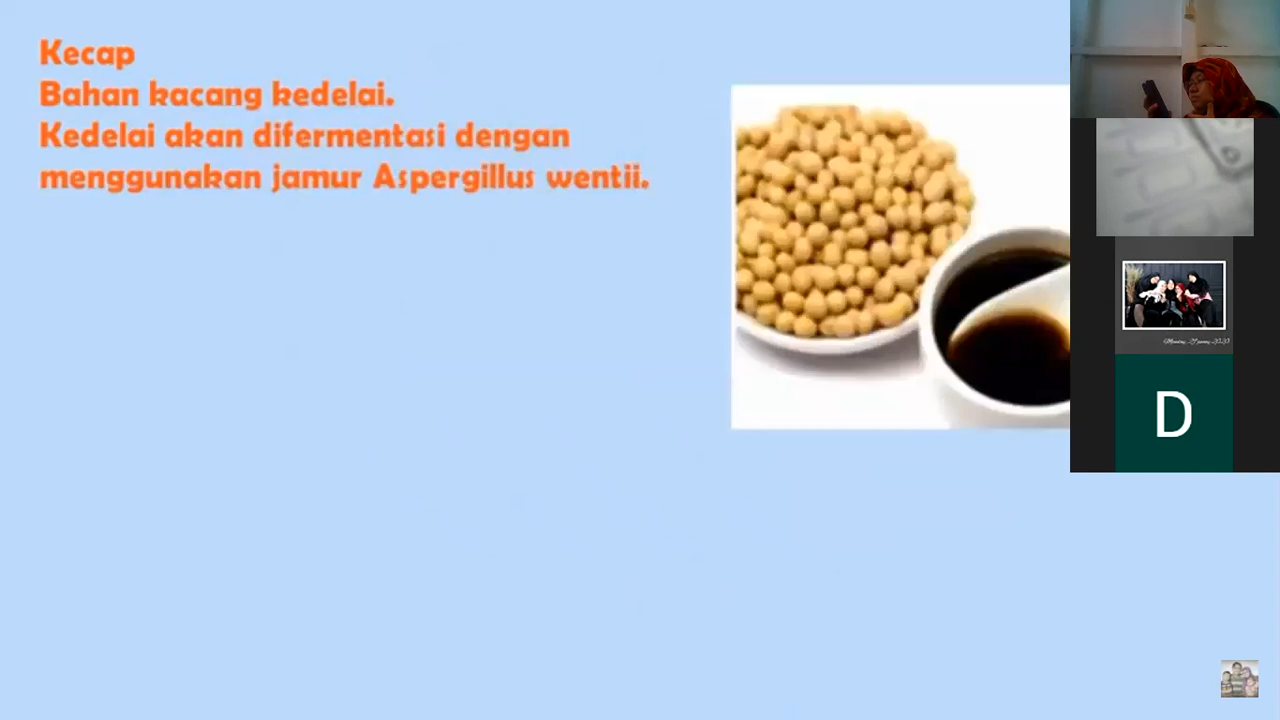 Kecap
Bahan kacang kedelai.
Kedelai akan difermentasi dengan
menggunakan jamur Aspergillus wentii.
D